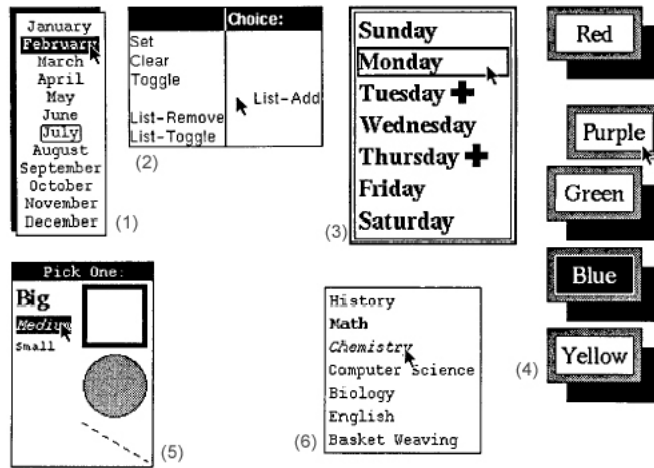 January
February
March
April
May
June
July
August
September
October
November
December
(1)
Choice:
Set
Clear
Toggle
List-Add
List-Remove
List-Toggle
(2)
Sunday
Monday
Tuesday
Wednesday
Thursday
Friday
Saturday
(3)
Red
Purple
Green
Blue
Yellow
(4)
Pick One:
Big
Medium
Small
(5)
History
Math
Chemistry
Computer Science
Biology
English
Basket Weaving
(6)